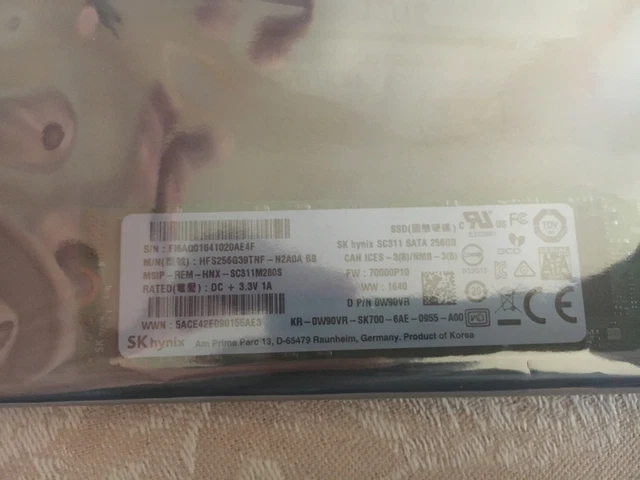 SSD(固態硬碟)
S/N : FI6AQ01641020AE4F
SK hynix SC311 SATA 256GB
M/N(型號) : HFS256G39TNF-N2A0A BB
CAN ICES-3(B)/NMB-3(B)
MSIP-REM-HNX-SC311M280S
FW : 70000P10
RATED(電壓) : DC + 3.3V 1A
WW : 1640
D P/N 0W90VR
WWN : 5ACE42E000155AE3
KR-0W90VR-SK700-6AE-0955-A00
SK hynix Am Prime Parc 13, D-65479 Raunheim, Germany. Product of Korea